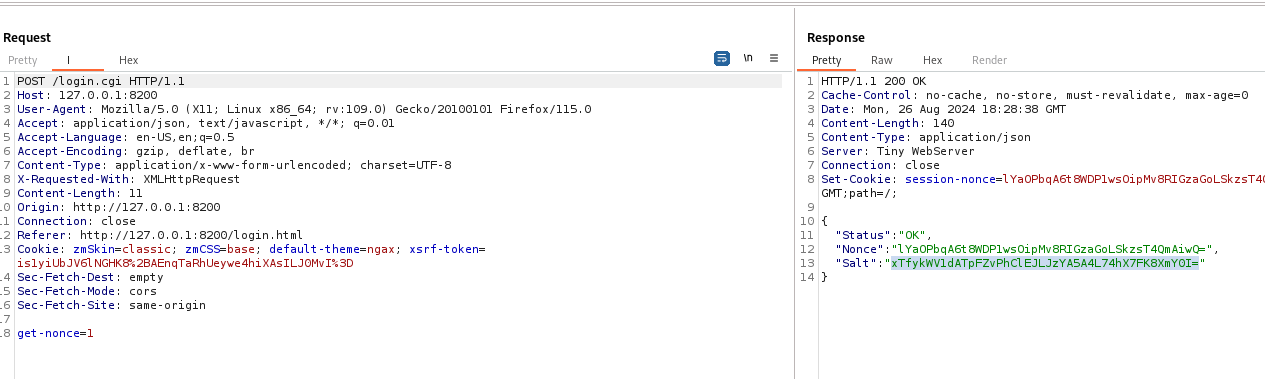 Request
Pretty
Hex
\n
1 POST /login.cgi HTTP/1.1
2 Host: 127.0.0.1:8200
3 User-Agent: Mozilla/5.0 (X11; Linux x86_64; rv:109.0) Gecko/20100101 Firefox/115.0
4 Accept: application/json, text/javascript, */*; q=0.01
5 Accept-Language: en-US,en;q=0.5
6 Accept-Encoding: gzip, deflate, br
7 Content-Type: application/x-www-form-urlencoded; charset=UTF-8
8 X-Requested-With: XMLHttpRequest
9 Content-Length: 11
10 Origin: http://127.0.0.1:8200
11 Connection: close
12 Referer: http://127.0.0.1:8200/login.html
13 Cookie: zmSkin=classic; zmCSS=base; default-theme=ngax; xsrf-token=
is1yiUbJV6lNGHK8%2BAEnqTaRhUeywe4hiXAsILJOMvI%3D
14 Sec-Fetch-Dest: empty
15 Sec-Fetch-Mode: cors
16 Sec-Fetch-Site: same-origin
17
18 get-nonce=1
Response
Pretty
Raw
Hex
Render
1 HTTP/1.1 200 OK
2 Cache-Control: no-cache, no-store, must-revalidate, max-age=0
3 Date: Mon, 26 Aug 2024 18:28:38 GMT
4 Content-Length: 140
5 Content-Type: application/json
6 Server: Tiny WebServer
7 Connection: close
8 Set-Cookie: session-nonce=lYaOPbqA6t8WDP1wsOipMv8RIGzaGoLSkzsT4Q
GMT;path=/;
9
10 {
11 "Status":"OK",
12 "Nonce":"lYaOPbqA6t8WDP1wsOipMv8RIGzaGoLSkzsT4QmAiwQ=",
13 "Salt":"xTfykWV1dATpFZvPhClEJLJzYA5A4L74hX7FK8XmY0I="
14 }